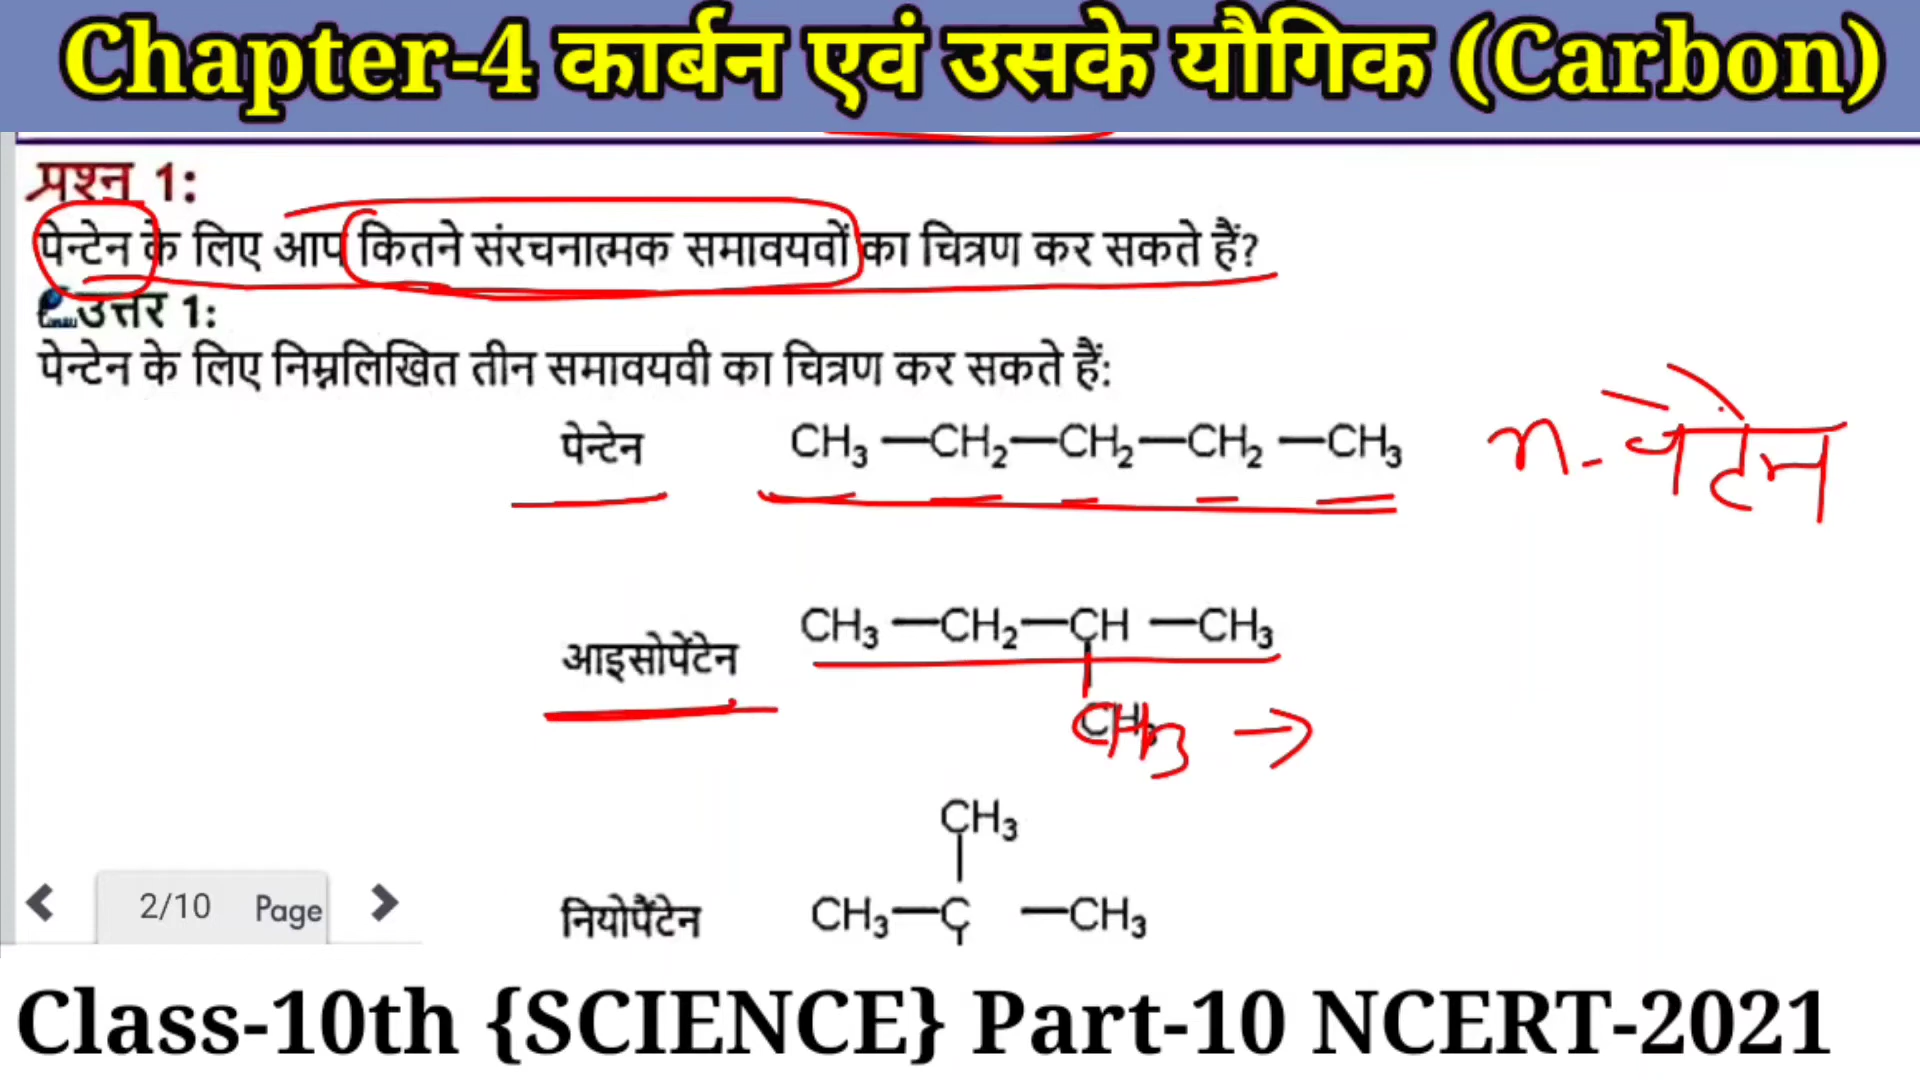 Chapter-4 कार्बन एवं उसके यौगिक (Carbon)
प्रश्न 1:
पेन्टेन के लिए आप कितने संरचनात्मक समावयवों का चित्रण कर सकते हैं?
उत्तर 1:
पेन्टेन के लिए निम्नलिखित तीन समावयवी का चित्रण कर सकते हैं:
पेन्टेन CH₃—CH₂—CH₂—CH₂—CH₃ n-पेंटेन
आइसोपेंटेन CH₃—CH₂—CH—CH₃
CH₃ →
CH₃
नियोपैंटेन CH₃—C—CH₃
2/10 Page
Class-10th {SCIENCE} Part-10 NCERT-2021